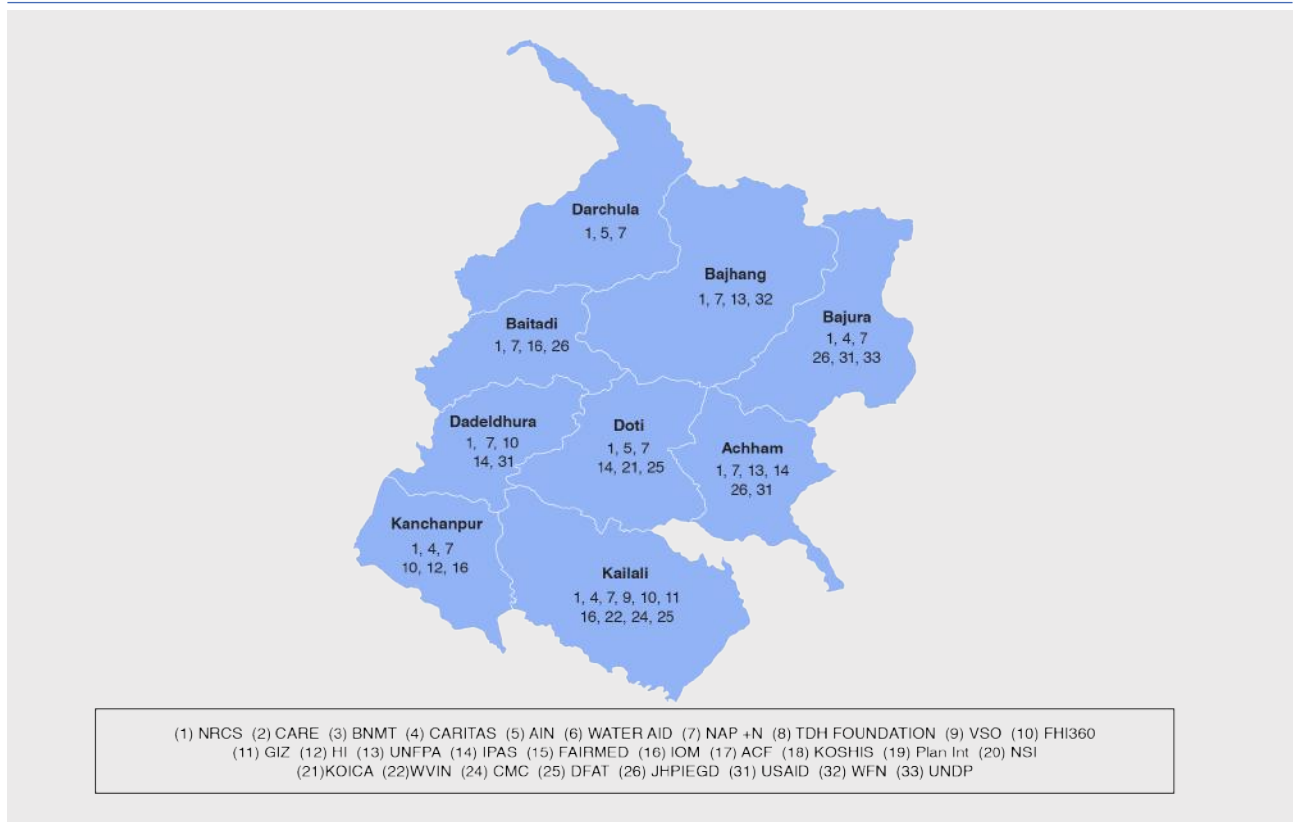 Darchula
1, 5, 7
Bajhang
1, 7, 13, 32
Bajura
1, 4, 7
26, 31, 33
Baitadi
1, 7, 16, 26
Dadeldhura
1, 7, 10
14, 31
Doti
1, 5, 7
14, 21, 25
Achham
1, 7, 13, 14
26, 31
Kanchanpur
1, 4, 7
10, 12, 16
Kailali
1, 4, 7, 9, 10, 11
16, 22, 24, 25
(1) NRCS (2) CARE (3) BNMT (4) CARITAS (5) AIN (6) WATER AID (7) NAP +N (8) TDH FOUNDATION (9) VSO (10) FHI360
(11) GIZ (12) HI (13) UNFPA (14) IPAS (15) FAIRMED (16) IOM (17) ACF (18) KOSHIS (19) Plan Int (20) NSI
(21)KOICA (22)WVIN (24) CMC (25) DFAT (26) JHPIEGD (31) USAID (32) WFN (33) UNDP